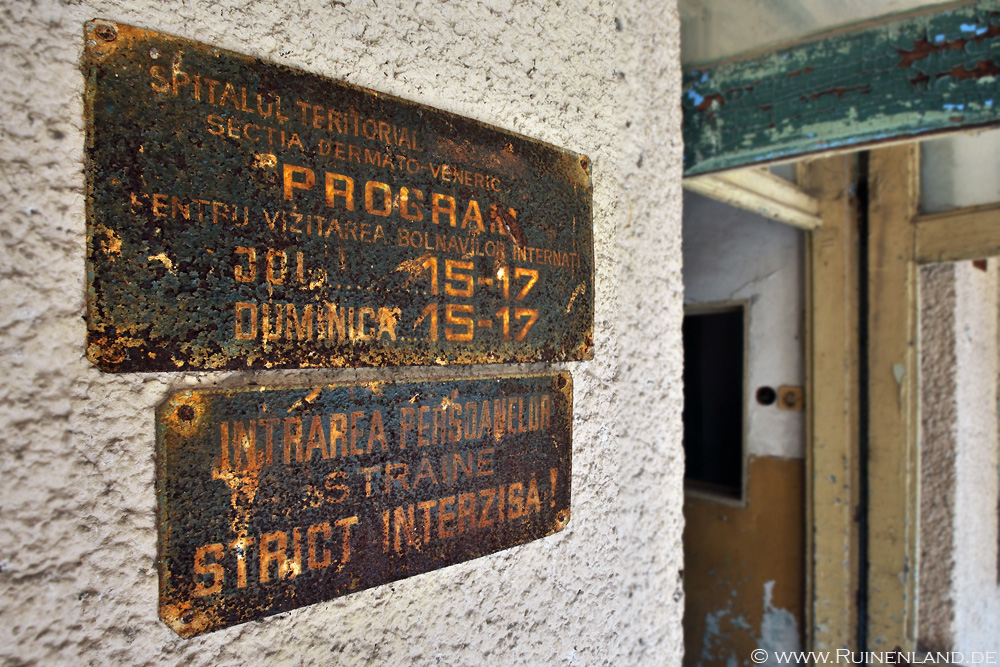 SPITALUL TERITORIAL
SECTIA DERMATO-VENERIC
PROGRAM
PENTRU VIZITAREA BOLNAVILOR INTERNATI
JOI ..... 15-17
DUMINICA... 15-17
INTRAREA PERSOANELOR
STRAINE
STRICT INTERZISA!
© www.Ruinenland.de